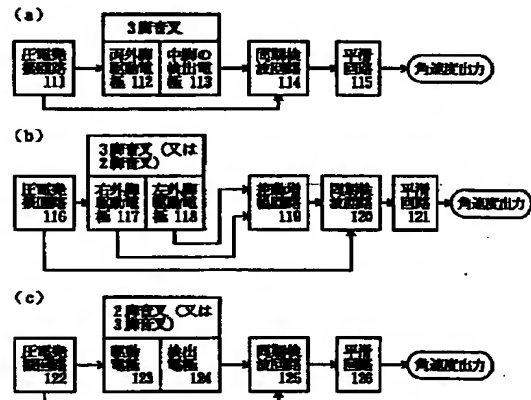 (a)
3脚音叉
圧電発
振回路
111
両外脚
駆動電
極 112
中脚の
検出電
極 113
同期検
波回路
114
平滑
回路
115
角速度出力
(b)
3脚音叉(又は
2脚音叉)
圧電発
振回路
116
右外脚
駆動電
極 117
左外脚
駆動電
極 118
差動増
幅回路
119
同期検
波回路
120
平滑
回路
121
角速度出力
(c)
2脚音叉(又は
3脚音叉)
圧電発
振回路
122
駆動
電極
123
検出
電極
124
同期検
波回路
125
平滑
回路
126
角速度出力